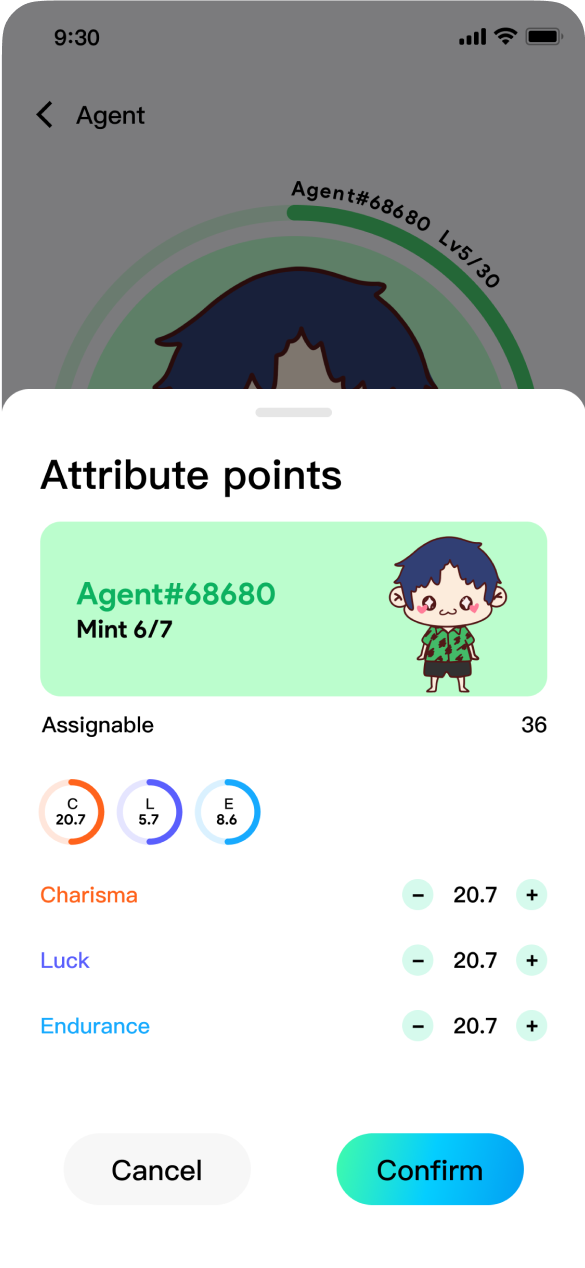 9:30
Agent
Agent#68680 Lv5/30
Attribute points
Agent#68680
Mint 6/7
Assignable 36
C L E
20.7 5.7 8.6
Charisma − 20.7 +
Luck − 20.7 +
Endurance − 20.7 +
Cancel Confirm